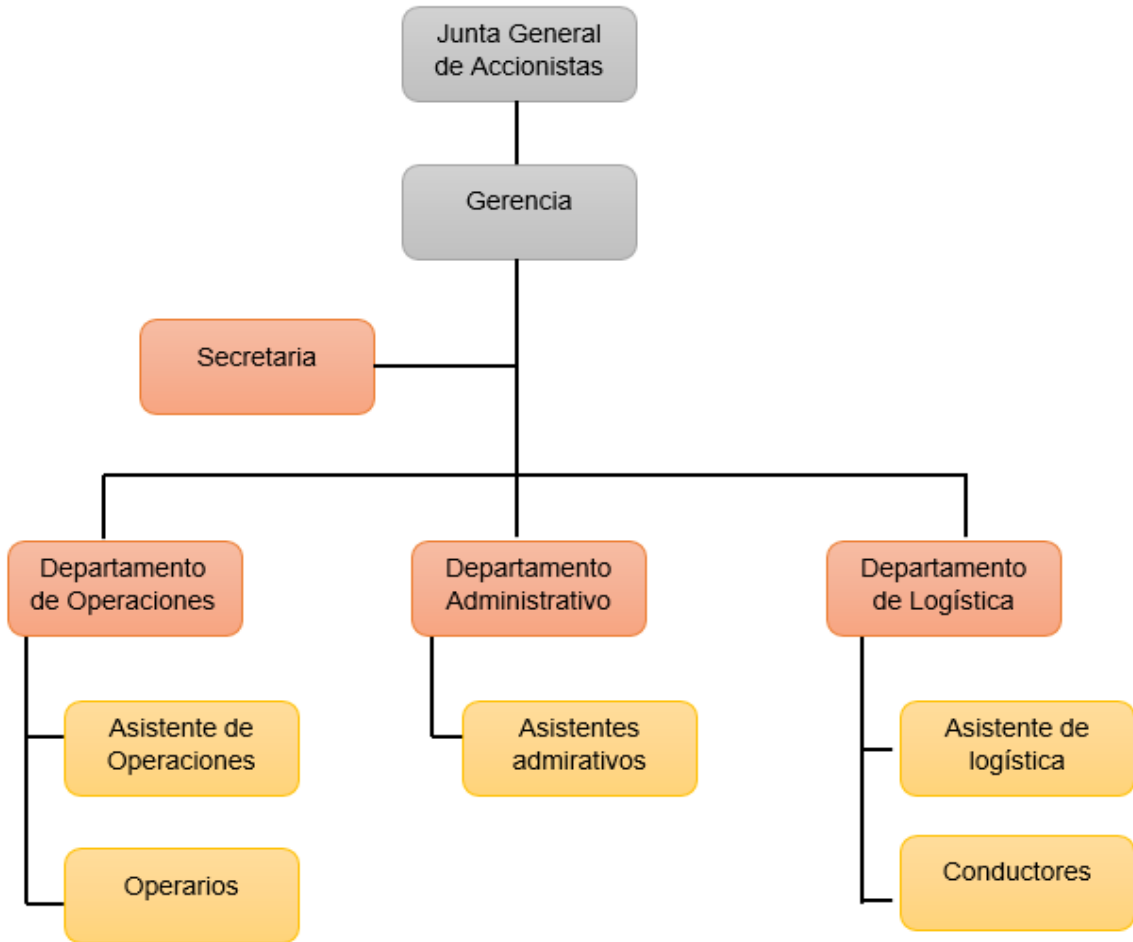 Junta General
de Accionistas
Gerencia
Secretaria
Departamento
de Operaciones
Departamento
Administrativo
Departamento
de Logística
Asistente de
Operaciones
Asistentes
admirativos
Asistente de
logística
Operarios
Conductores